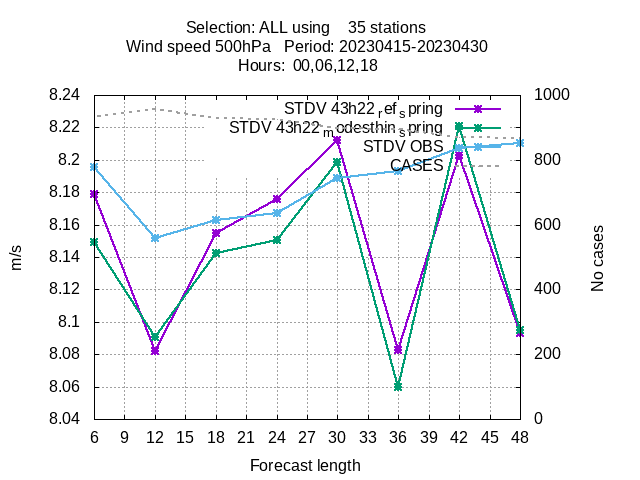 Selection: ALL using    35 stations
Wind speed 500hPa   Period: 20230415-20230430
Hours:  00,06,12,18
8.24
8.22
8.2
8.18
8.16
8.14
8.12
8.1
8.08
8.06
8.04
1000
800
600
400
200
0
STDV 43h22_ref_spring
STDV 43h22_modesthin_spring
STDV OBS
CASES
m/s
No cases
6 9 12 15 18 21 24 27 30 33 36 39 42 45 48
Forecast length